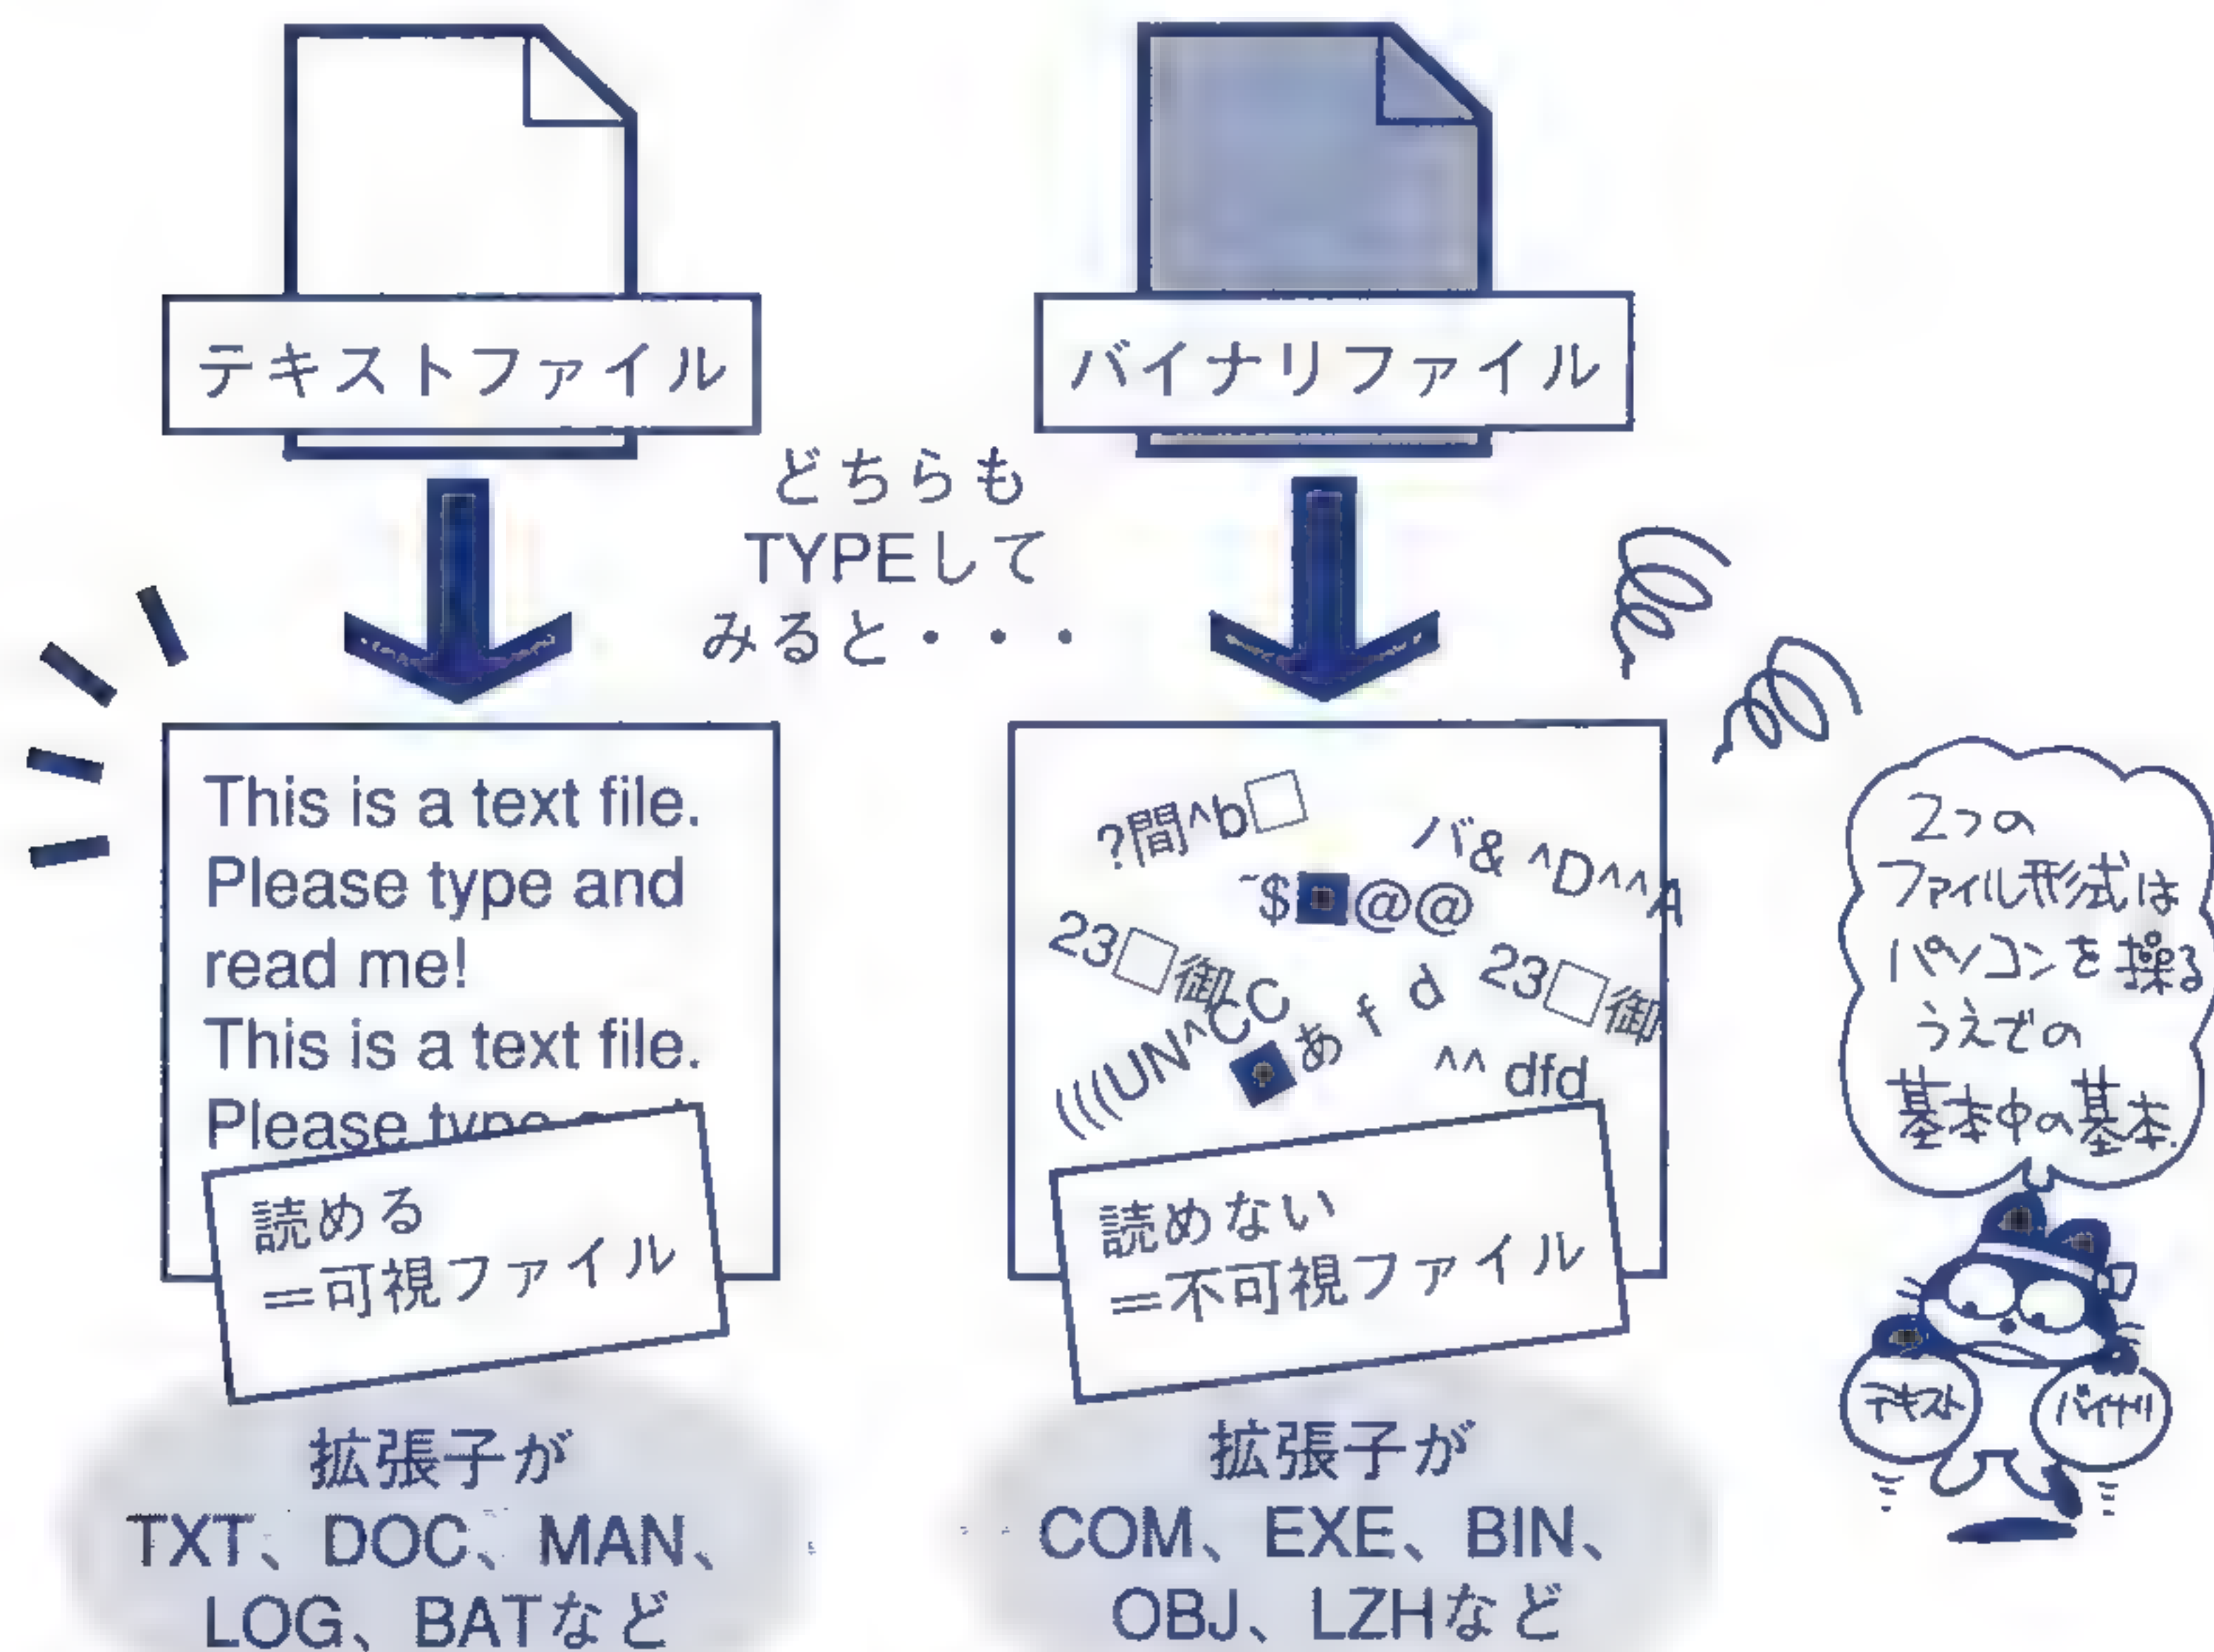 テキストファイル
バイナリファイル
どちらも
TYPEして
みると・・・
This is a text file.
Please type and
read me!
This is a text file.
Please type
読める
＝可視ファイル
拡張子が
TXT、DOC、MAN、
LOG、BATなど
?間^b□
バ& ^D^^A
~$■@@
23□御
23□御
(((UN^CC
■あ f d
^^ dfd
読めない
＝不可視ファイル
拡張子が
COM、EXE、BIN、
OBJ、LZHなど
2つの
ファイル形式は
パソコンを操る
うえでの
基本中の基本.
テキスト
バイナリ